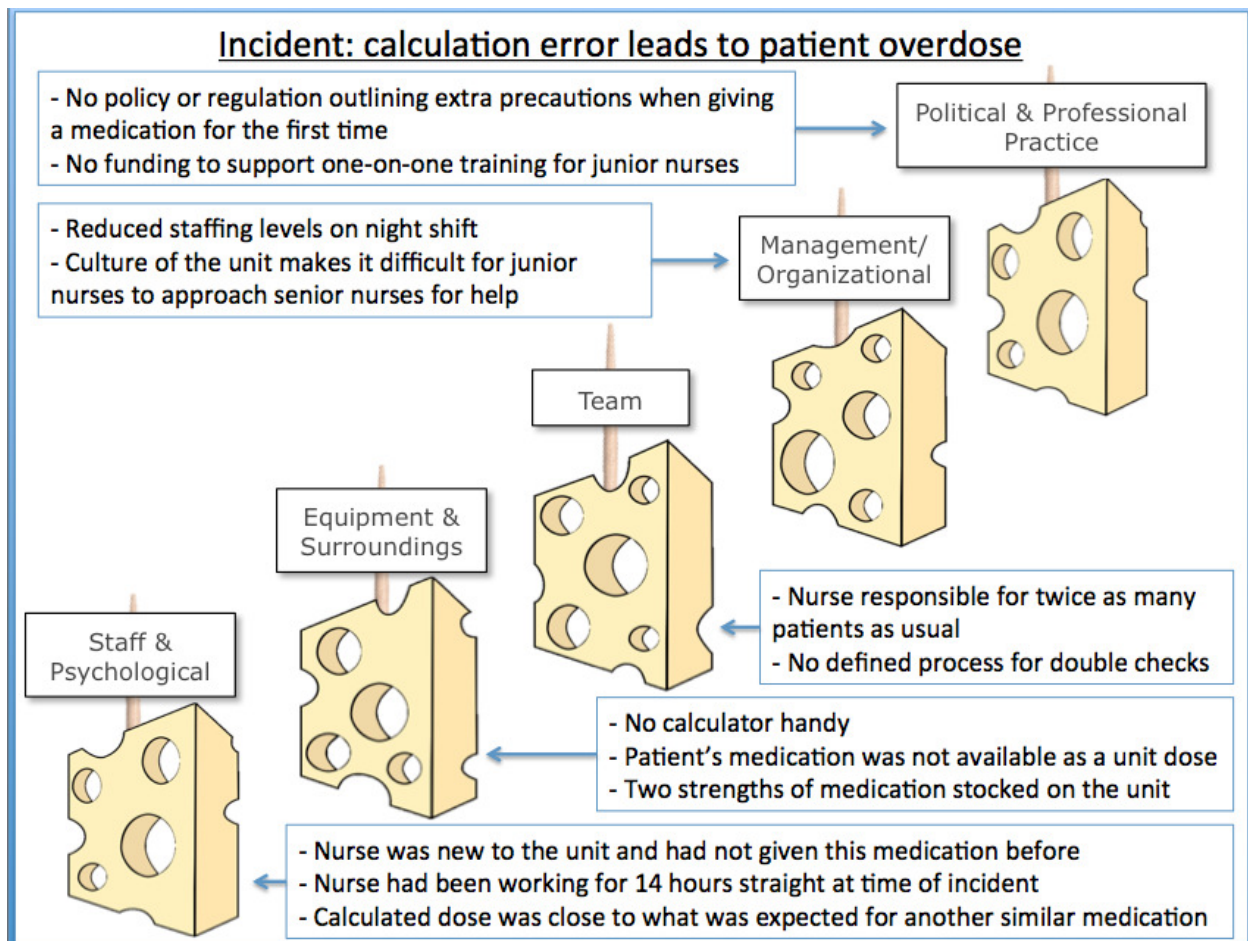 Incident: calculation error leads to patient overdose
- No policy or regulation outlining extra precautions when giving
a medication for the first time
- No funding to support one-on-one training for junior nurses
Political & Professional
Practice
- Reduced staffing levels on night shift
- Culture of the unit makes it difficult for junior
nurses to approach senior nurses for help
Management/
Organizational
Team
- Nurse responsible for twice as many
patients as usual
- No defined process for double checks
Equipment &
Surroundings
- No calculator handy
- Patient's medication was not available as a unit dose
- Two strengths of medication stocked on the unit
Staff &
Psychological
- Nurse was new to the unit and had not given this medication before
- Nurse had been working for 14 hours straight at time of incident
- Calculated dose was close to what was expected for another similar medication